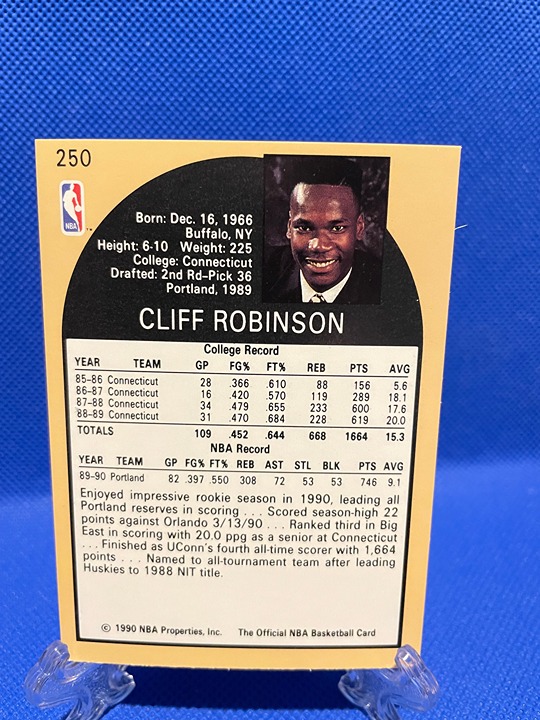 250
NBA
Born: Dec. 16, 1966
Buffalo, NY
Height: 6-10 Weight: 225
College: Connecticut
Drafted: 2nd Rd-Pick 36
Portland, 1989
CLIFF ROBINSON
College Record
YEAR TEAM GP FG% FT% REB PTS AVG
85-86 Connecticut 28 .366 .610 88 156 5.6
86-87 Connecticut 16 .420 .570 119 289 18.1
87-88 Connecticut 34 .479 .655 233 600 17.6
88-89 Connecticut 31 .470 .684 228 619 20.0
TOTALS 109 .452 .644 668 1664 15.3
NBA Record
YEAR TEAM GP FG% FT% REB AST STL BLK PTS AVG
89-90 Portland 82 .397 .550 308 72 53 53 746 9.1
Enjoyed impressive rookie season in 1990, leading all
Portland reserves in scoring . . . Scored season-high 22
points against Orlando 3/13/90 . . . Ranked third in Big
East in scoring with 20.0 ppg as a senior at Connecticut
. . . Finished as UConn's fourth all-time scorer with 1,664
points . . . Named to all-tournament team after leading
Huskies to 1988 NIT title.
© 1990 NBA Properties, Inc. The Official NBA Basketball Card